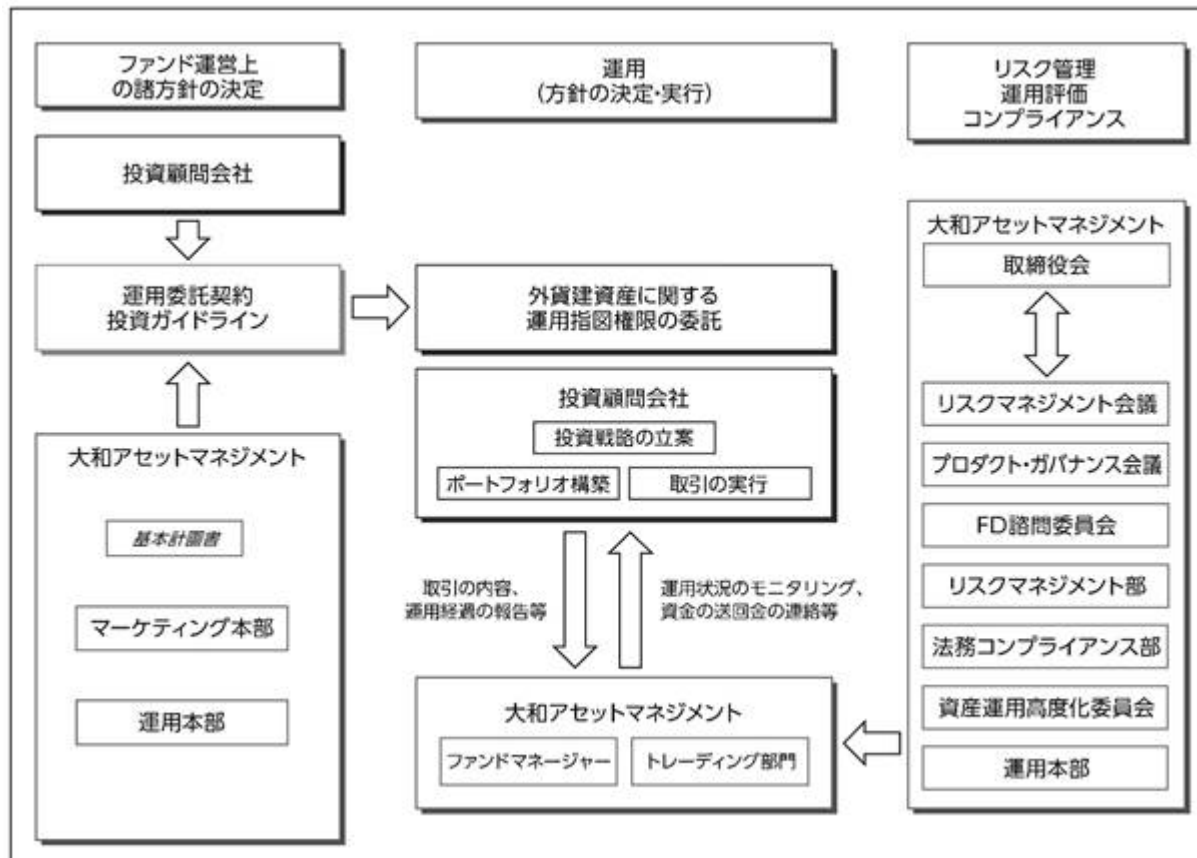 ファンド運営上
の諸方針の決定
運用
(方針の決定・実行)
リスク管理
運用評価
コンプライアンス
投資顧問会社
運用委託契約
投資ガイドライン
外貨建資産に関する
運用指図権限の委託
大和アセットマネジメント
基本計画書
マーケティング本部
運用本部
投資顧問会社
投資戦略の立案
ポートフォリオ構築
取引の実行
取引の内容、
運用経過の報告等
運用状況のモニタリング、
資金の送回金の連絡等
大和アセットマネジメント
ファンドマネージャー
トレーディング部門
大和アセットマネジメント
取締役会
リスクマネジメント会議
プロダクト・ガバナンス会議
FD諮問委員会
リスクマネジメント部
法務コンプライアンス部
資産運用高度化委員会
運用本部